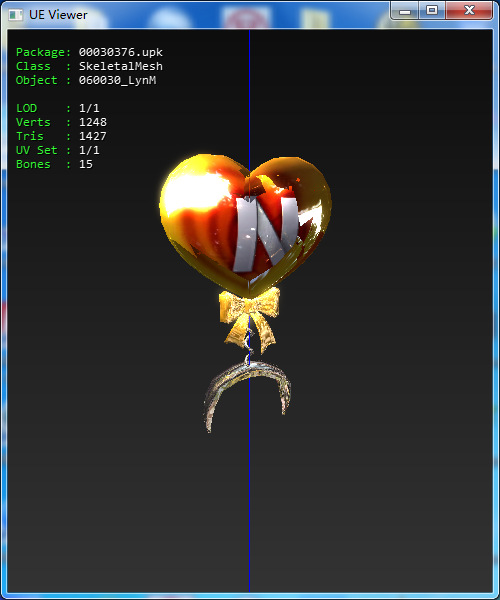 UE Viewer
Package: 00030376.upk
Class : SkeletalMesh
Object : 060030_LynM
LOD : 1/1
Verts : 1248
Tris : 1427
UV Set : 1/1
Bones : 15
N